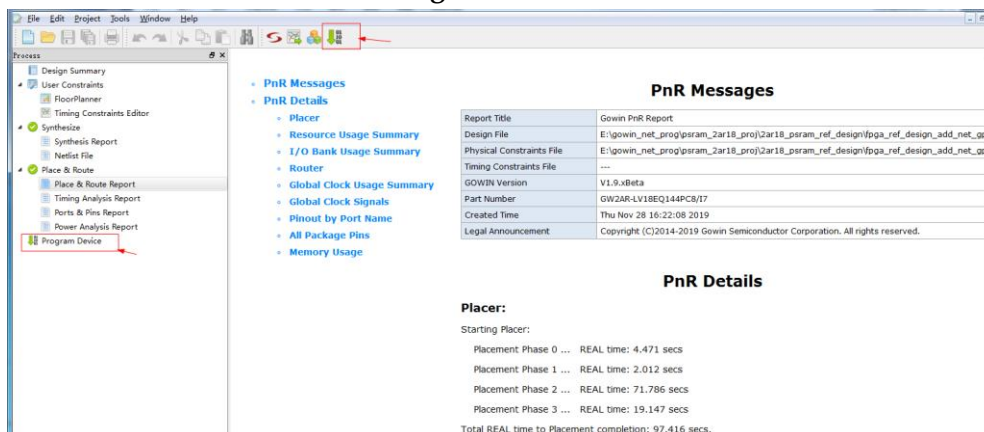 File Edit Project Tools Window Help
Process
Design Summary
User Constraints
FloorPlanner
Timing Constraints Editor
Synthesize
Synthesis Report
Netlist File
Place & Route
Place & Route Report
Timing Analysis Report
Ports & Pins Report
Power Analysis Report
Program Device
PnR Messages
PnR Details
Placer
Resource Usage Summary
I/O Bank Usage Summary
Router
Global Clock Usage Summary
Global Clock Signals
Pinout by Port Name
All Package Pins
Memory Usage
PnR Messages
Report Title Gowin PnR Report
Design File E:\gowin_net_prog\psram_2ar18_proj\2ar18_psram_ref_design\fpga_ref_design_add_net_gp
Physical Constraints File E:\gowin_net_prog\psram_2ar18_proj\2ar18_psram_ref_design\fpga_ref_design_add_net_gp
Timing Constraints File ---
GOWIN Version V1.9.xBeta
Part Number GW2AR-LV18EQ144PC8/I7
Created Time Thu Nov 28 16:22:08 2019
Legal Announcement Copyright (C)2014-2019 Gowin Semiconductor Corporation. All rights reserved.
PnR Details
Placer:
Starting Placer:
Placement Phase 0 ... REAL time: 4.471 secs
Placement Phase 1 ... REAL time: 2.012 secs
Placement Phase 2 ... REAL time: 71.786 secs
Placement Phase 3 ... REAL time: 19.147 secs
Total REAL time to Placement completion: 97.416 secs.